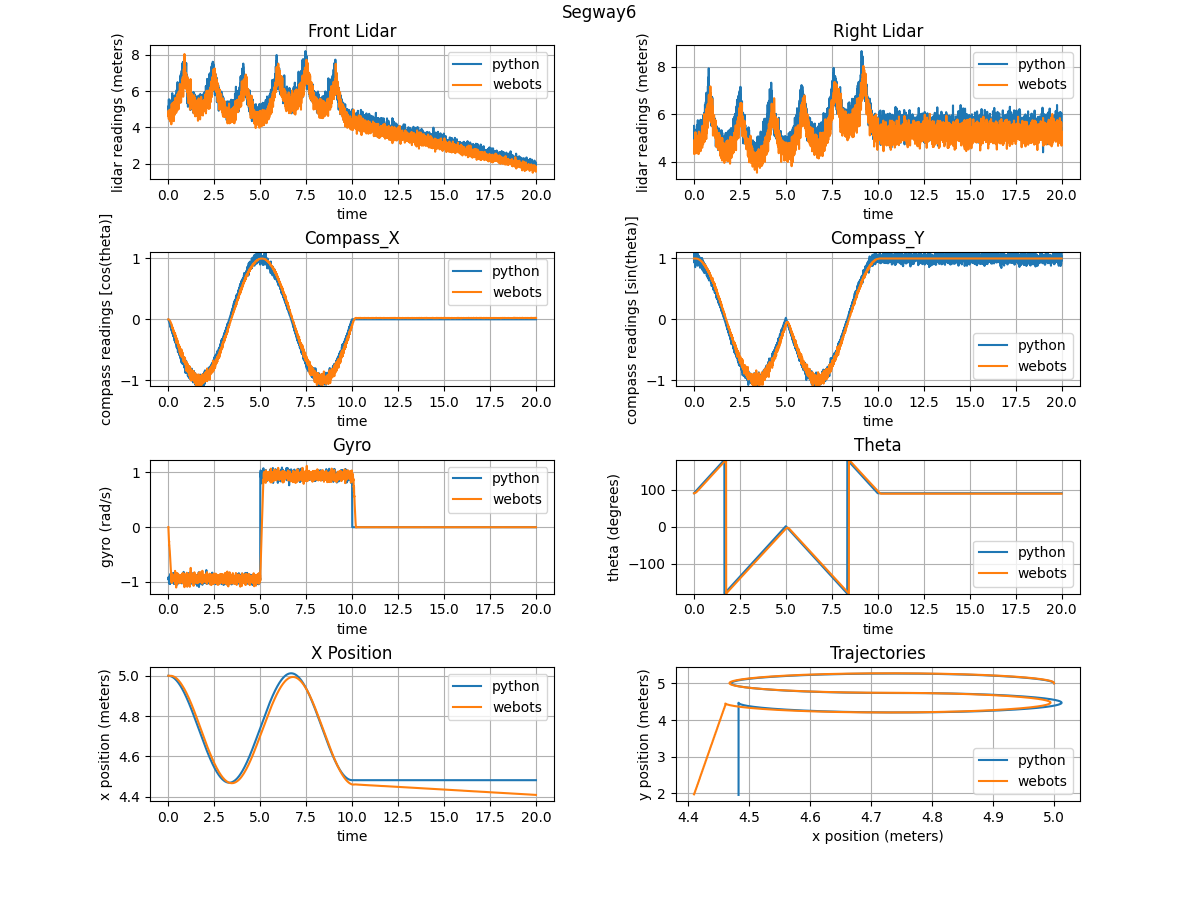 Segway6
Front Lidar
lidar readings (meters)
8
6
4
2
python
webots
0.0 2.5 5.0 7.5 10.0 12.5 15.0 17.5 20.0
time
Right Lidar
lidar readings (meters)
8
6
4
python
webots
0.0 2.5 5.0 7.5 10.0 12.5 15.0 17.5 20.0
time
Compass_X
compass readings [cos(theta)]
1
0
−1
python
webots
0.0 2.5 5.0 7.5 10.0 12.5 15.0 17.5 20.0
time
Compass_Y
compass readings [sin(theta)]
1
0
−1
python
webots
0.0 2.5 5.0 7.5 10.0 12.5 15.0 17.5 20.0
time
Gyro
gyro (rad/s)
1
0
−1
python
webots
0.0 2.5 5.0 7.5 10.0 12.5 15.0 17.5 20.0
time
Theta
theta (degrees)
100
0
−100
python
webots
0.0 2.5 5.0 7.5 10.0 12.5 15.0 17.5 20.0
time
X Position
x position (meters)
5.0
4.8
4.6
4.4
python
webots
0.0 2.5 5.0 7.5 10.0 12.5 15.0 17.5 20.0
time
Trajectories
y position (meters)
5
4
3
2
python
webots
4.4 4.5 4.6 4.7 4.8 4.9 5.0
x position (meters)